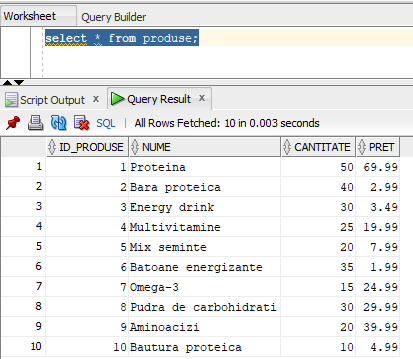 Worksheet Query Builder
select * from produse;
Script Output x Query Result x
SQL | All Rows Fetched: 10 in 0.003 seconds
ID_PRODUSE NUME CANTITATE PRET
1 1 Proteina 50 69.99
2 2 Bara proteica 40 2.99
3 3 Energy drink 30 3.49
4 4 Multivitamine 25 19.99
5 5 Mix seminte 20 7.99
6 6 Batoane energizante 35 1.99
7 7 Omega-3 15 24.99
8 8 Pudra de carbohidrati 30 29.99
9 9 Aminoacizi 20 39.99
10 10 Bautura proteica 10 4.99